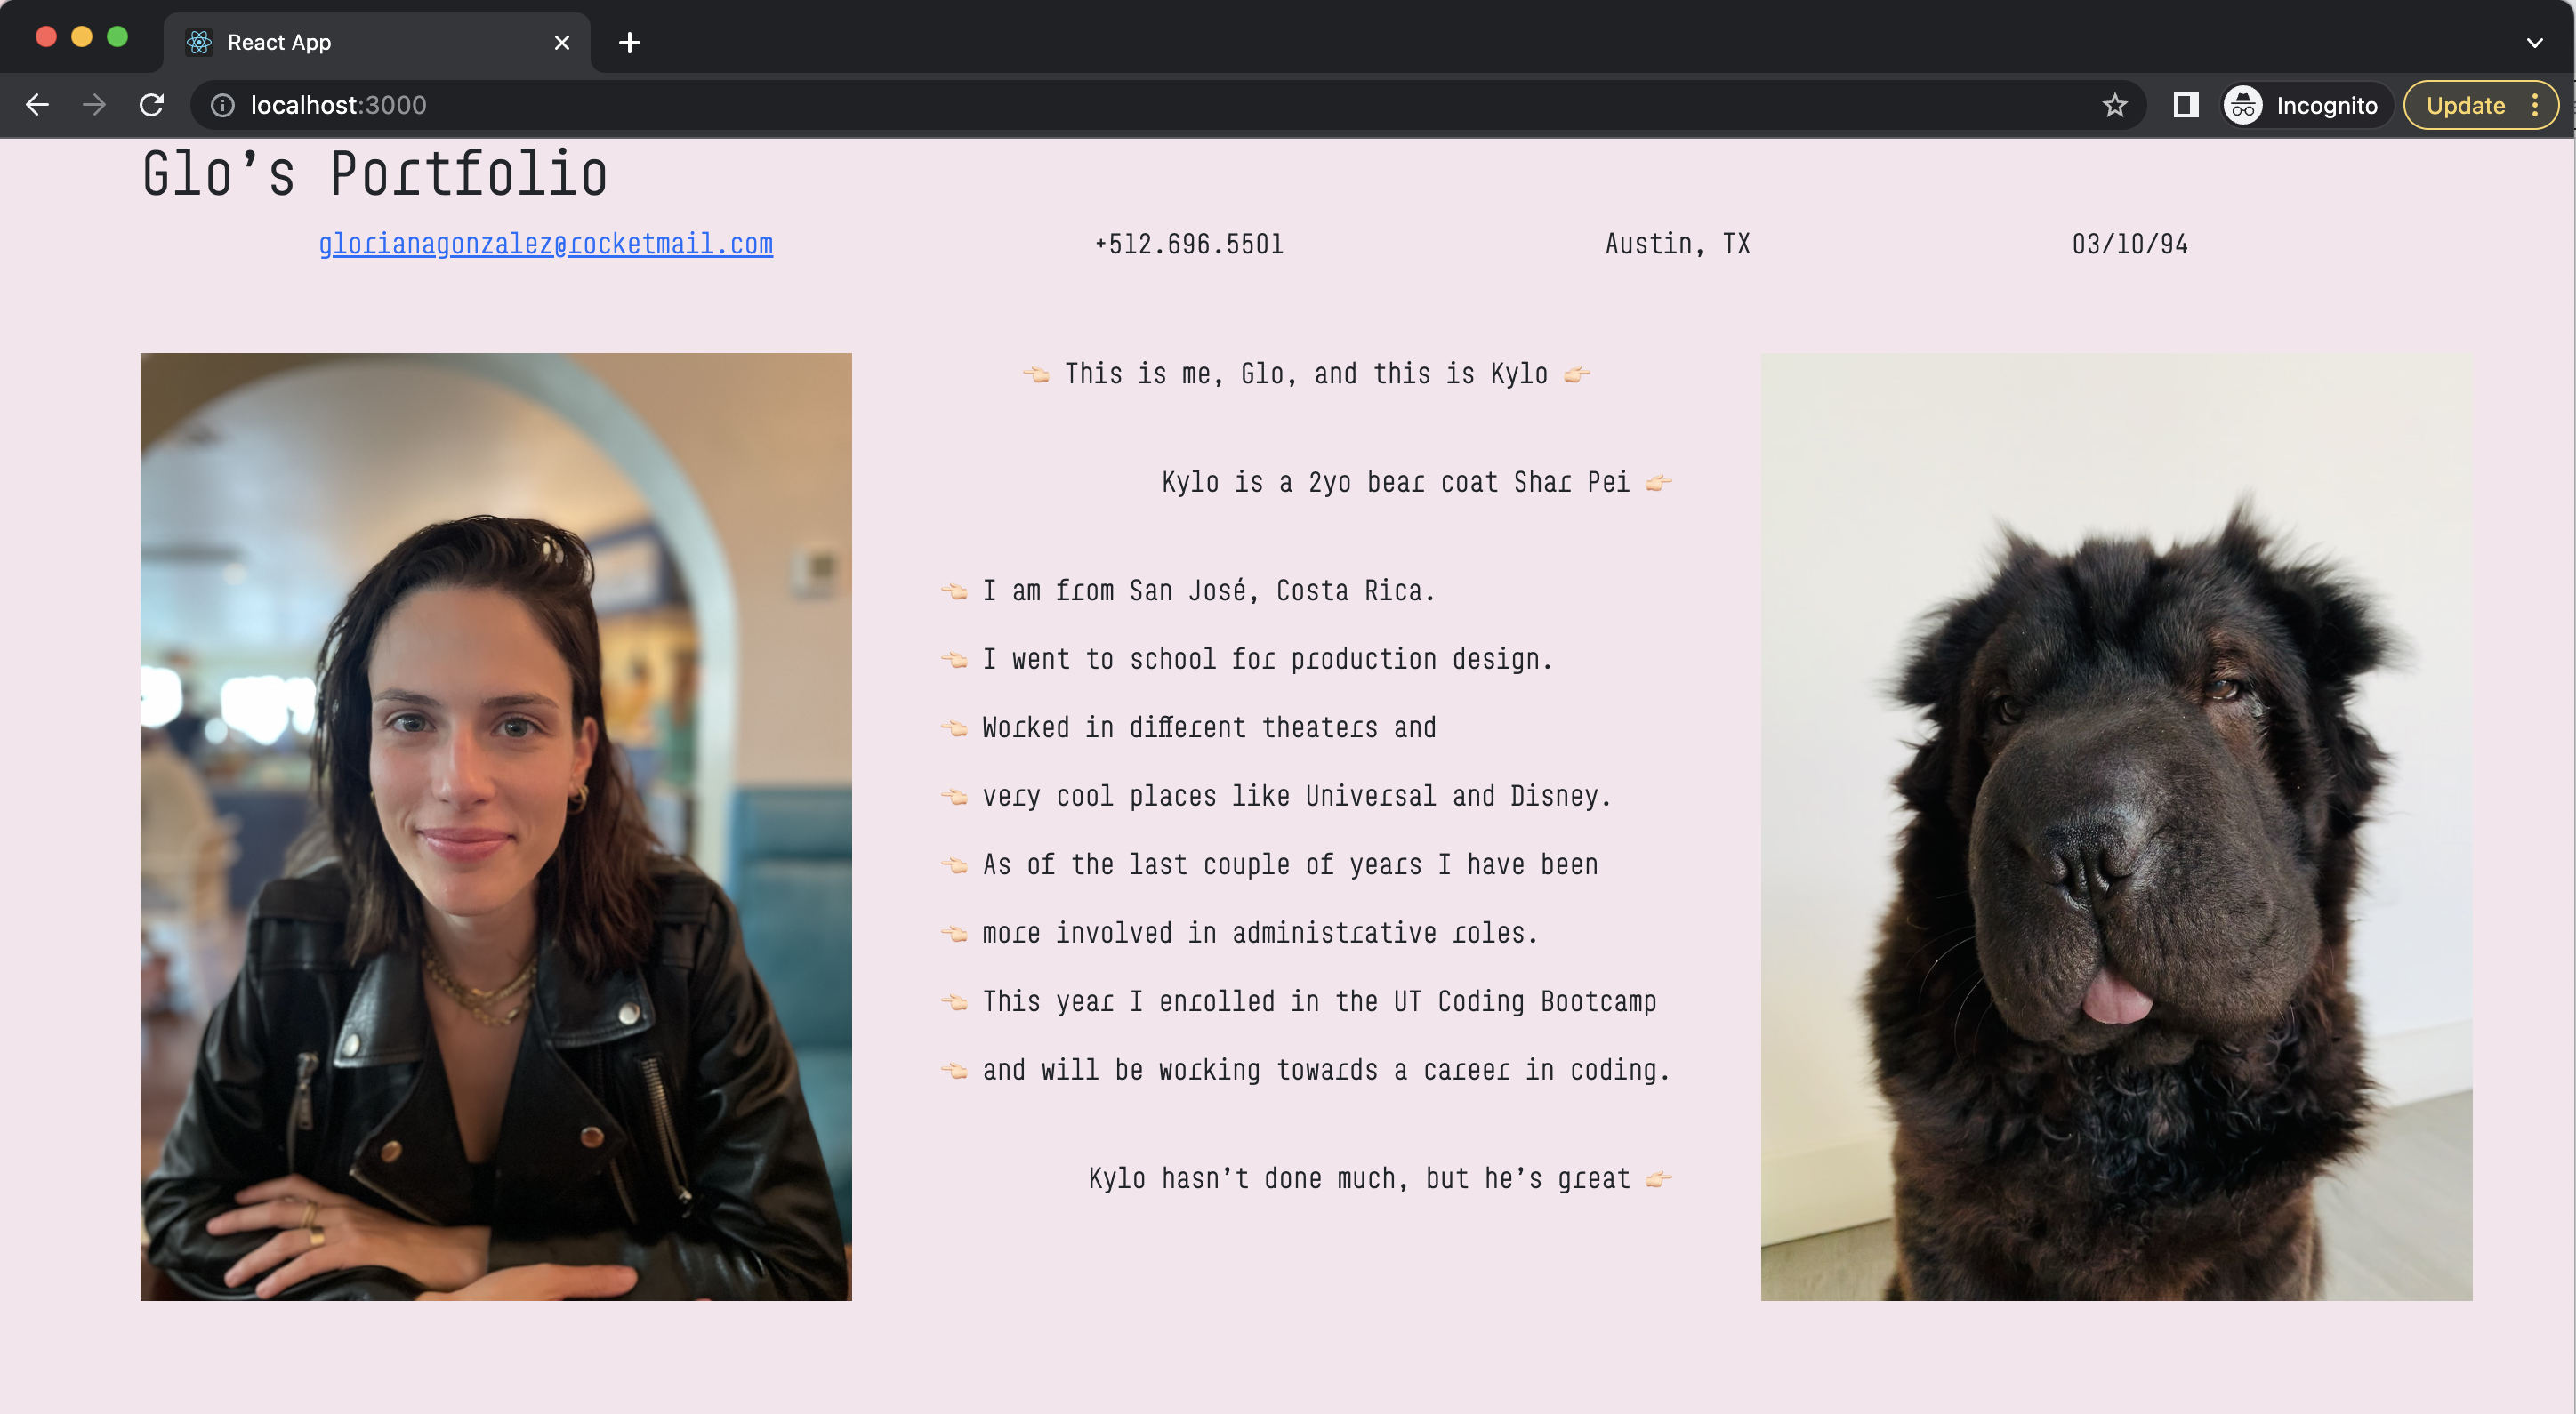 React App
localhost:3000
Incognito
Update
Glo's Portfolio
glorianagonzalez@rocketmail.com
+512.696.5501
Austin, TX
03/10/94
👈🏻 This is me, Glo, and this is Kylo 👉🏻
Kylo is a 2yo bear coat Shar Pei 👉🏻
👈🏻 I am from San José, Costa Rica.
👈🏻 I went to school for production design.
👈🏻 Worked in different theaters and
👈🏻 very cool places like Universal and Disney.
👈🏻 As of the last couple of years I have been
👈🏻 more involved in administrative roles.
👈🏻 This year I enrolled in the UT Coding Bootcamp
👈🏻 and will be working towards a career in coding.
Kylo hasn't done much, but he's great 👉🏻